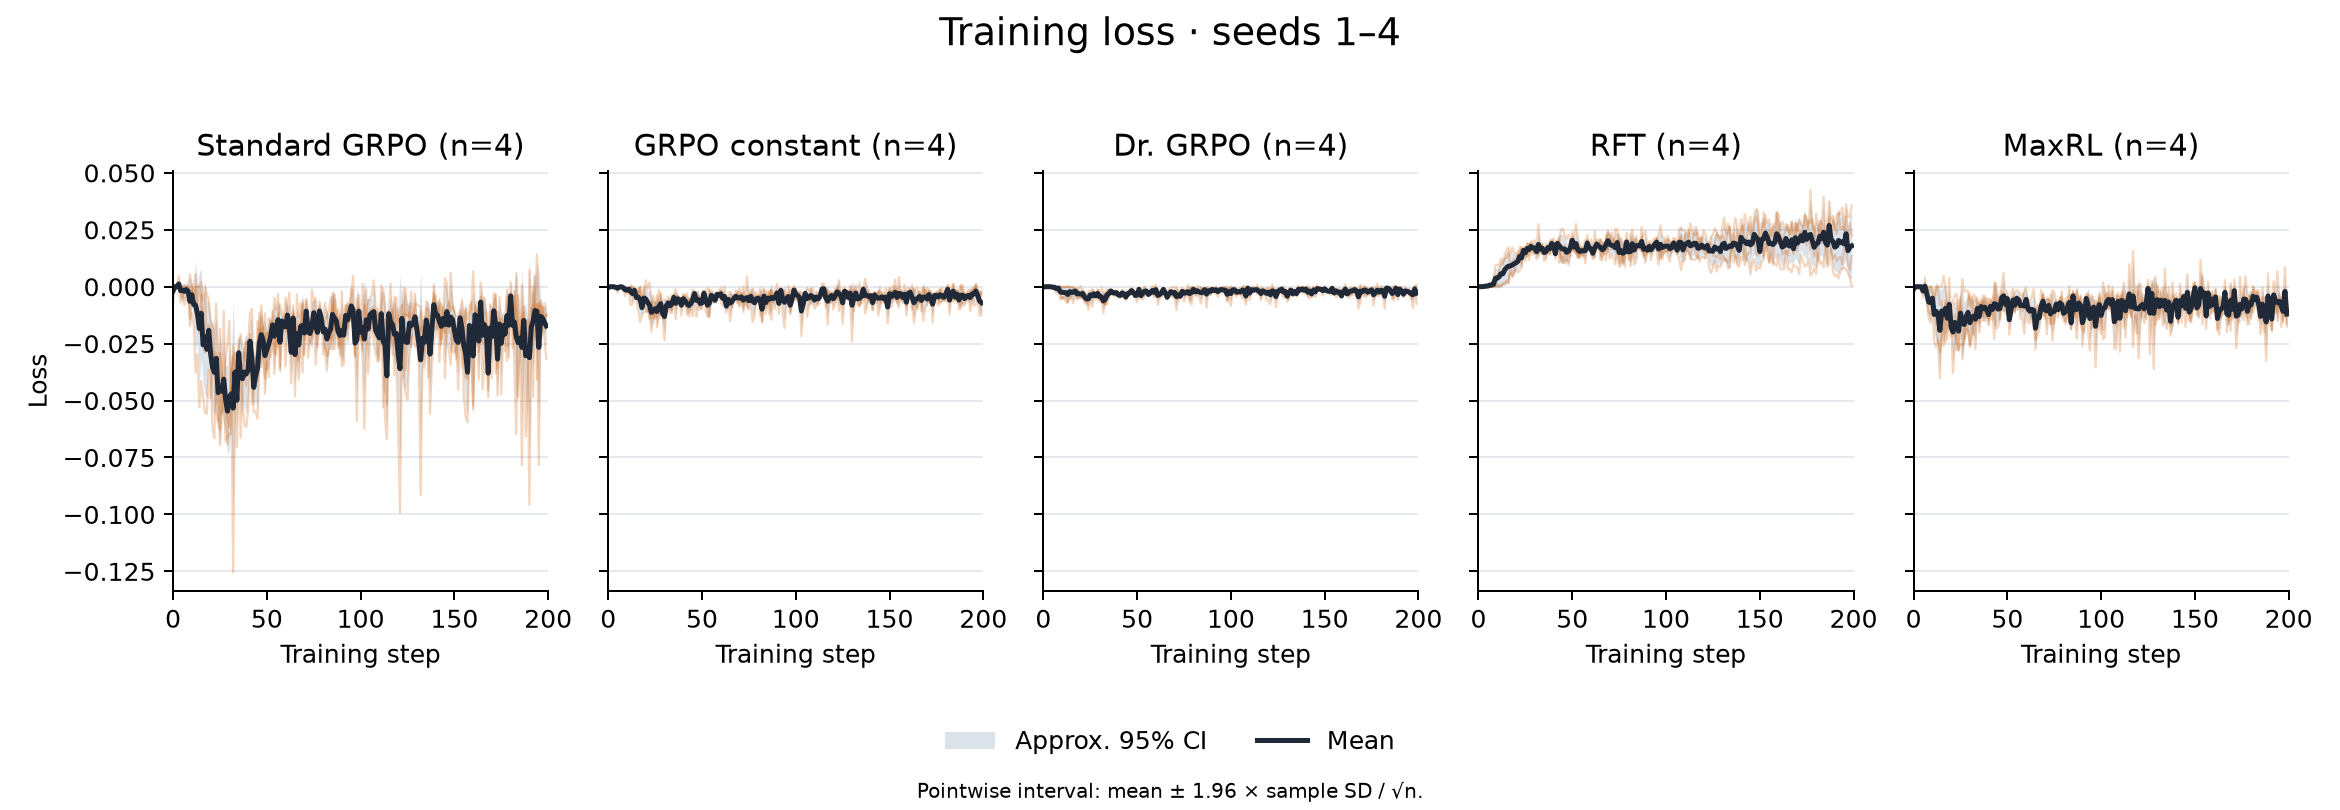 Training loss · seeds 1–4
Standard GRPO (n=4)
GRPO constant (n=4)
Dr. GRPO (n=4)
RFT (n=4)
MaxRL (n=4)
0.050
0.025
0.000
−0.025
−0.050
−0.075
−0.100
−0.125
Loss
0 50 100 150 200
0 50 100 150 200
0 50 100 150 200
0 50 100 150 200
0 50 100 150 200
Training step
Training step
Training step
Training step
Training step
Approx. 95% CI
Mean
Pointwise interval: mean ± 1.96 × sample SD / √n.